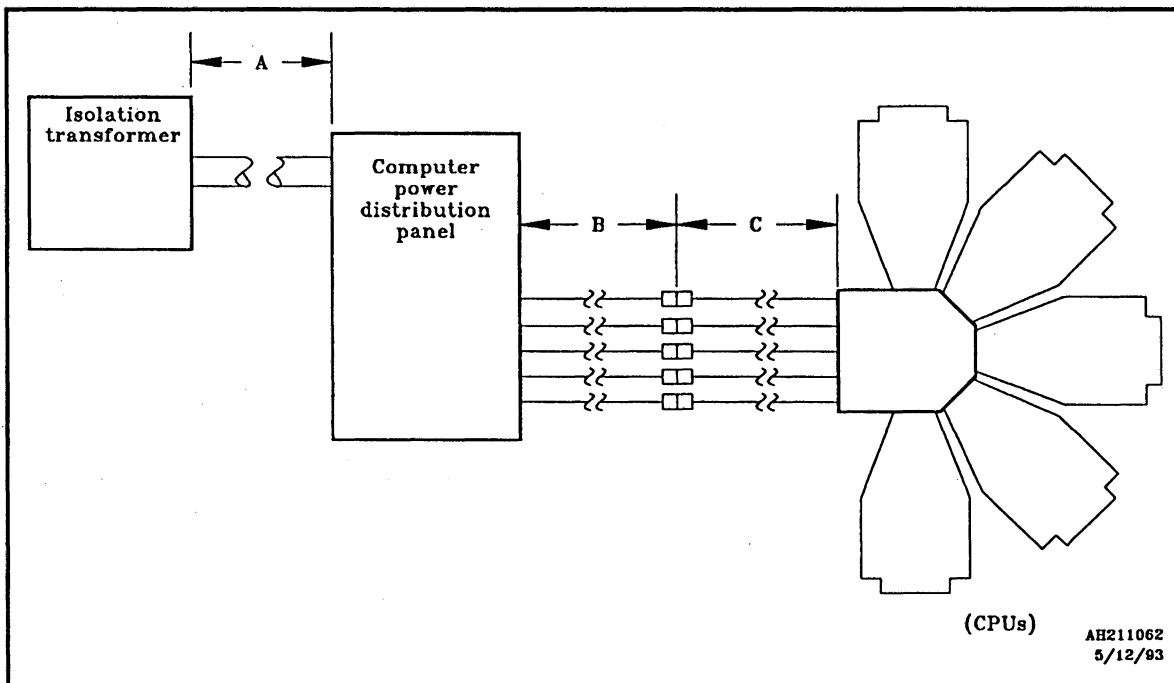 A
Isolation
transformer
Computer
power
distribution
panel
B
C
(CPUs)
AH211062
5/12/93